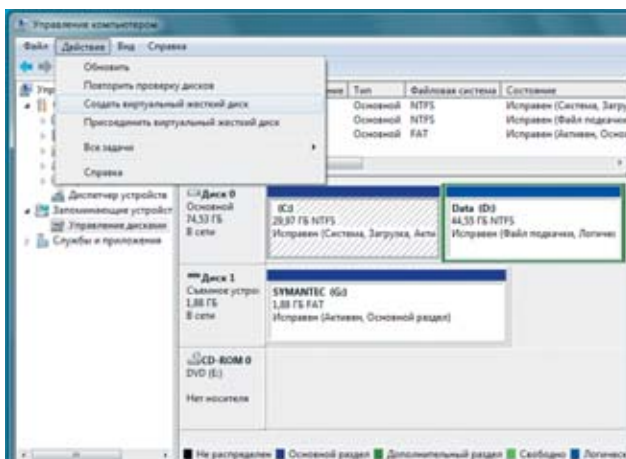 Управление компьютером
Файл Действие Вид Справка
Обновить
Повторить проверку дисков
Создать виртуальный жесткий диск
Присоединить виртуальный жесткий диск
Все задачи
Справка
Тип Файловая система Состояние
Основной NTFS Исправен (Система, Загру
Основной NTFS Исправен (Файл подкачки
Основной FAT Исправен (Активен, Осно
Диспетчер устройств
Запоминающие устройст
Управление дисками
Службы и приложения
Диск 0
Основной
74,53 ГБ
В сети
(C:)
29,97 ГБ NTFS
Исправен (Система, Загрузка, Акти
Data (D:)
44,55 ГБ NTFS
Исправен (Файл подкачки, Логиче
Диск 1
Съемное устро
1,88 ГБ
В сети
SYMANTEC (G:)
1,88 ГБ FAT
Исправен (Активен, Основной раздел)
CD-ROM 0
DVD (E:)
Нет носителя
Не распределен Основной раздел Дополнительный раздел Свободно Логическ